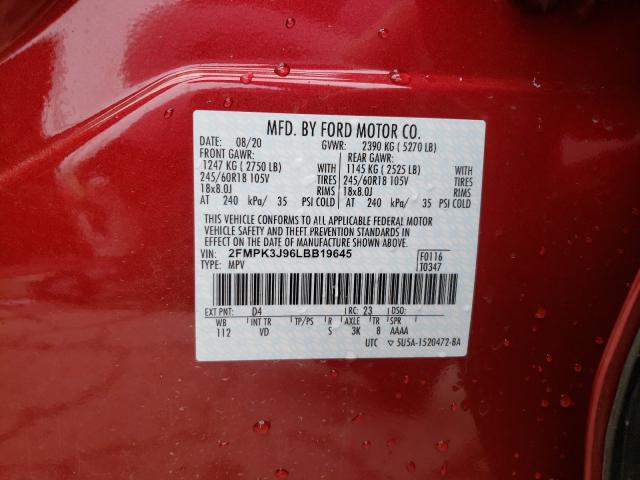 MFD. BY FORD MOTOR CO.
DATE: 08/20 GVWR: 2390 KG ( 5270 LB)
FRONT GAWR: REAR GAWR:
1247 KG ( 2750 LB) WITH 1145 KG ( 2525 LB) WITH
245/60R18 105V TIRES 245/60R18 105V TIRES
18x8.0J RIMS 18x8.0J RIMS
AT 240 kPa/ 35 PSI COLD AT 240 kPa/ 35 PSI COLD
THIS VEHICLE CONFORMS TO ALL APPLICABLE FEDERAL MOTOR
VEHICLE SAFETY AND THEFT PREVENTION STANDARDS IN
EFFECT ON THE DATE OF MANUFACTURE SHOWN ABOVE.
VIN: 2FMPK3J96LBB19645 F0116
TYPE: MPV T0347
EXT PNT: D4 RC: 23 DSO:
WB INT TR TP/PS R AXLE TR SPR
112 VD S 3K 8 AAAA
UTC ▽ 5U5A-1520472-BA